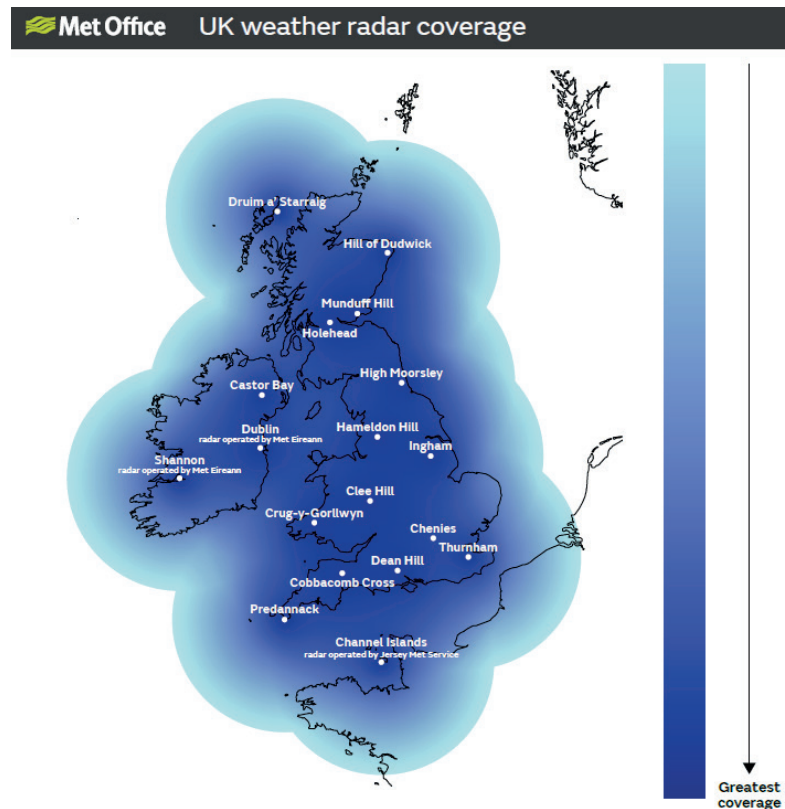 Met Office UK weather radar coverage
Druim a' Starraig
Hill of Dudwick
Munduff Hill
Holehead
High Moorsley
Castor Bay
Hameldon Hill
Dublin
radar operated by Met Eireann
Ingham
Shannon
radar operated by Met Eireann
Clee Hill
Crug-y-Gorllwyn
Chenies
Thurnham
Dean Hill
Cobbacomb Cross
Predannack
Channel Islands
radar operated by Jersey Met Service
Greatest
coverage